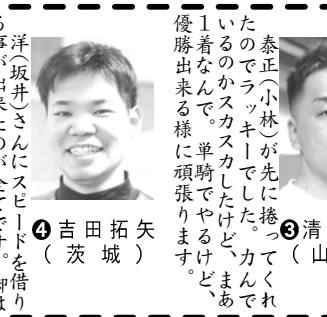 ❸清
(山
泰正(小林)が先に捲ってくれ
たのでラッキーでした。力んで
いるのかスカスカしたけど、まあ
1着なんで。単騎でやるけど、
優勝出来る様に頑張ります。
❹吉田拓矢
(茨城)
洋(坂井)さんにスピードを借り
る事が出来たのが全てです。脚は